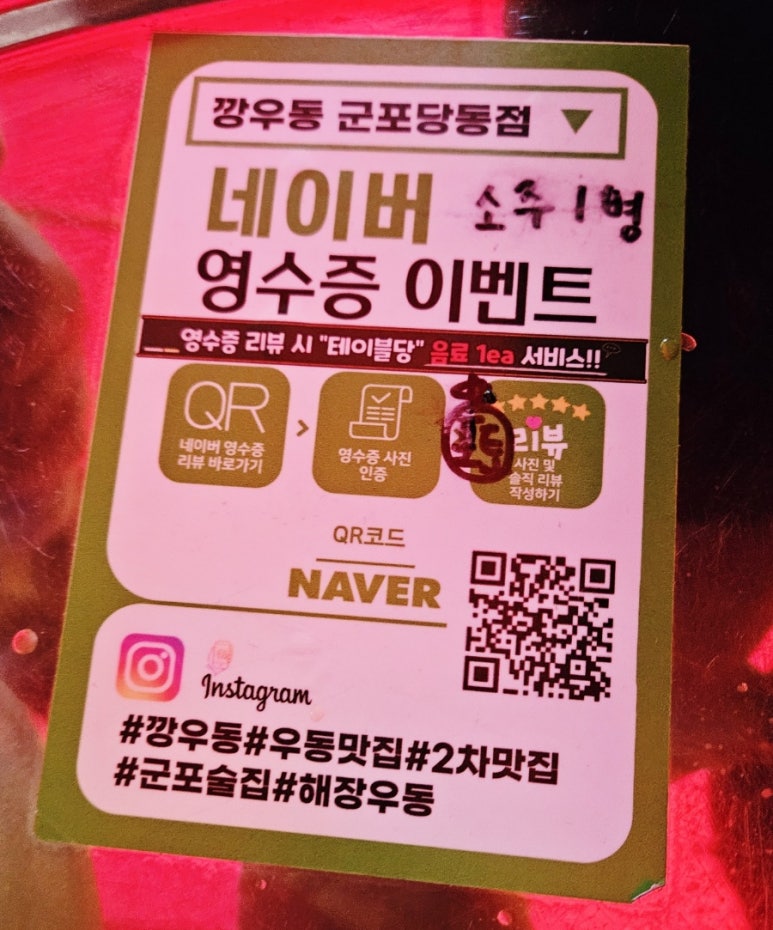 깡우동 군포당동점
네이버 소주 1병
영수증 이벤트
영수증 리뷰 시 "테이블당" 음료 1ea 서비스!!
QR
네이버 영수증
리뷰 바로가기
>
영수증 사진
인증
리뷰
사진 및
솔직 리뷰
작성하기
QR코드
NAVER
Instagram
#깡우동#우동맛집#2차맛집
#군포술집#해장우동